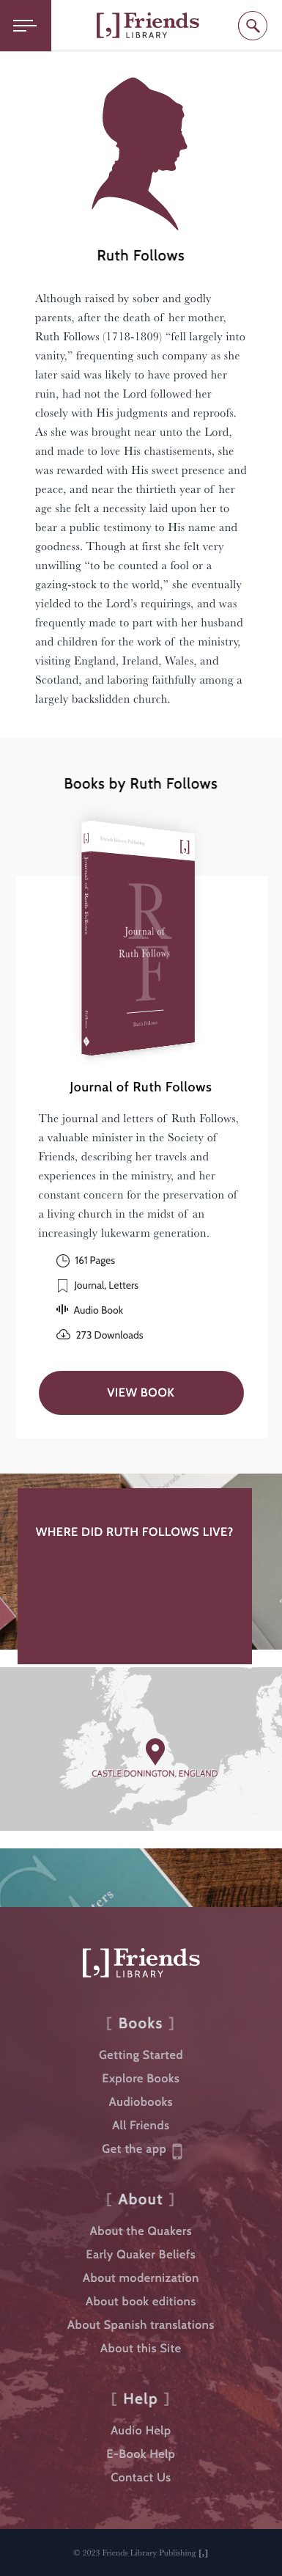 [,] Friends
LIBRARY
Ruth Follows
Although raised by sober and godly
parents, after the death of her mother,
Ruth Follows (1718-1809) “fell largely into
vanity,” frequenting such company as she
later said was likely to have proved her
ruin, had not the Lord followed her
closely with His judgments and reproofs.
As she was brought near unto the Lord,
and made to love His chastisements, she
was rewarded with His sweet presence and
peace, and near the thirtieth year of her
age she felt a necessity laid upon her to
bear a public testimony to His name and
goodness. Though at first she felt very
unwilling “to be counted a fool or a
gazing-stock to the world,” she eventually
yielded to the Lord’s requirings, and was
frequently made to part with her husband
and children for the work of the ministry,
visiting England, Ireland, Wales, and
Scotland, and laboring faithfully among a
largely backslidden church.
Books by Ruth Follows
[,]
Friends Library Publishing
[,]
Journal of Ruth Follows
R
F
Journal of
Ruth Follows
Ruth Follows
Follows
Journal of Ruth Follows
The journal and letters of Ruth Follows,
a valuable minister in the Society of
Friends, describing her travels and
experiences in the ministry, and her
constant concern for the preservation of
a living church in the midst of an
increasingly lukewarm generation.
161 Pages
Journal, Letters
Audio Book
273 Downloads
VIEW BOOK
WHERE DID RUTH FOLLOWS LIVE?
CASTLE DONINGTON, ENGLAND
[,] Friends
LIBRARY
[ Books ]
Getting Started
Explore Books
Audiobooks
All Friends
Get the app
[ About ]
About the Quakers
Early Quaker Beliefs
About modernization
About book editions
About Spanish translations
About this Site
[ Help ]
Audio Help
E-Book Help
Contact Us
© 2023 Friends Library Publishing [,]